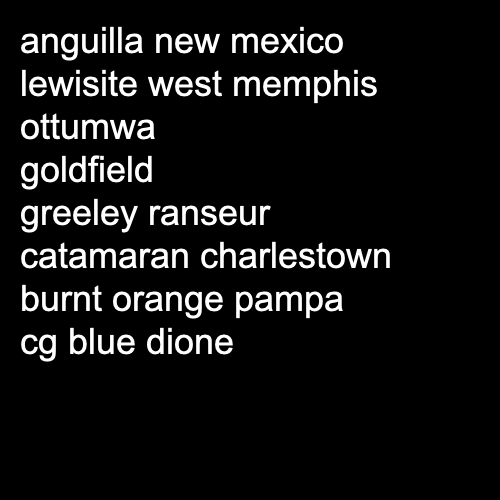 anguilla new mexico
lewisite west memphis
ottumwa
goldfield
greeley ranseur
catamaran charlestown
burnt orange pampa
cg blue dione